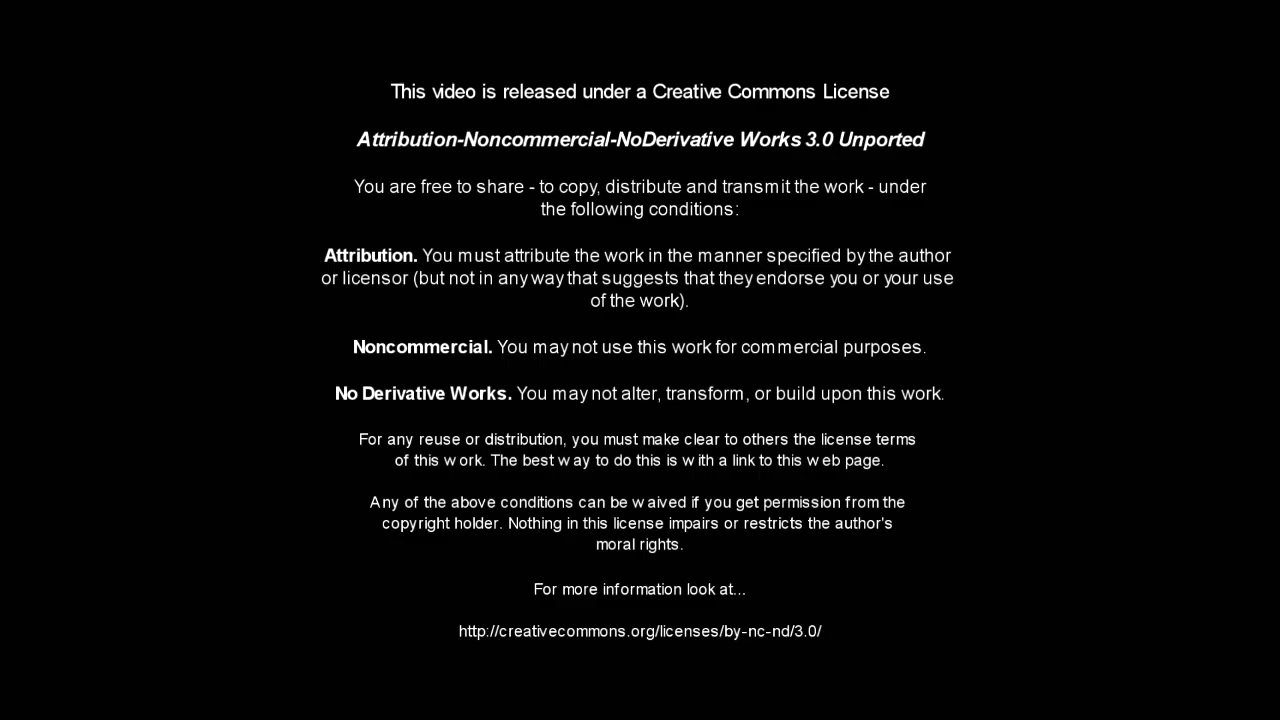 This video is released under a Creative Commons License
Attribution-Noncommercial-NoDerivative Works 3.0 Unported
You are free to share - to copy, distribute and transmit the work - under
the following conditions:
Attribution. You must attribute the work in the manner specified by the author
or licensor (but not in any way that suggests that they endorse you or your use
of the work).
Noncommercial. You may not use this work for commercial purposes.
No Derivative Works. You may not alter, transform, or build upon this work.
For any reuse or distribution, you must make clear to others the license terms
of this work. The best way to do this is with a link to this web page.
Any of the above conditions can be waived if you get permission from the
copyright holder. Nothing in this license impairs or restricts the author's
moral rights.
For more information look at...
http://creativecommons.org/licenses/by-nc-nd/3.0/